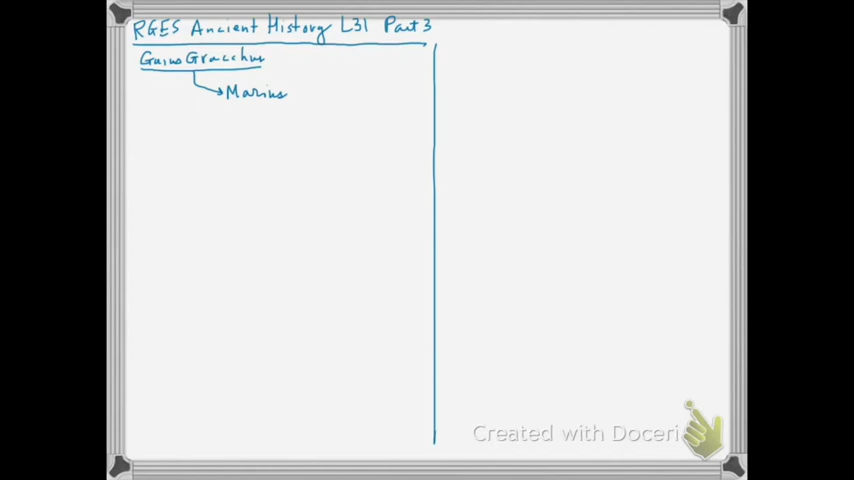 RGES Ancient History L31 Part 3
Gaius Gracchus
Marius
Created with Doceri